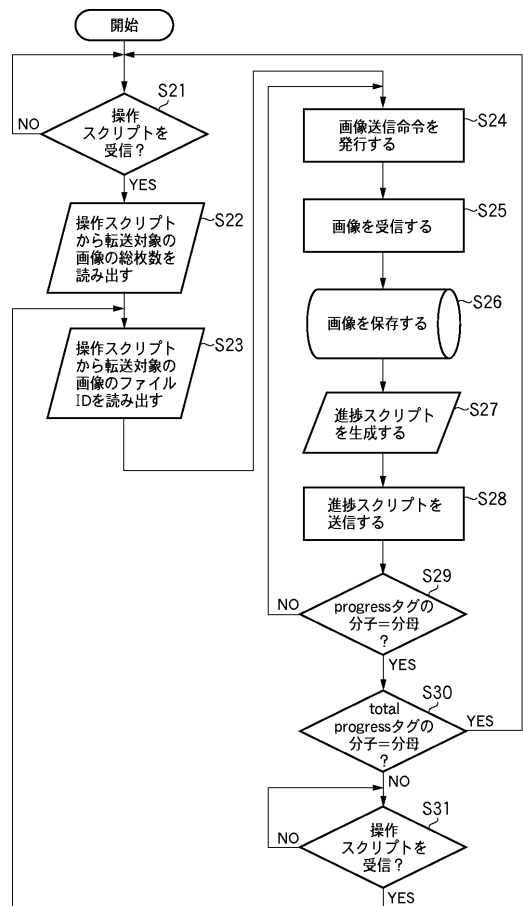 開始
S21
操作
スクリプトを
受信？
NO
YES
S22
操作スクリプト
から転送対象の
画像の総枚数を
読み出す
S23
操作スクリプト
から転送対象の
画像のファイル
IDを読み出す
S24
画像送信命令を
発行する
S25
画像を受信する
S26
画像を保存する
S27
進捗スクリプト
を生成する
S28
進捗スクリプトを
送信する
S29
progressタグの
分子＝分母
？
NO
YES
S30
total
progressタグの
分子＝分母
？
YES
NO
S31
操作
スクリプトを
受信？
NO
YES